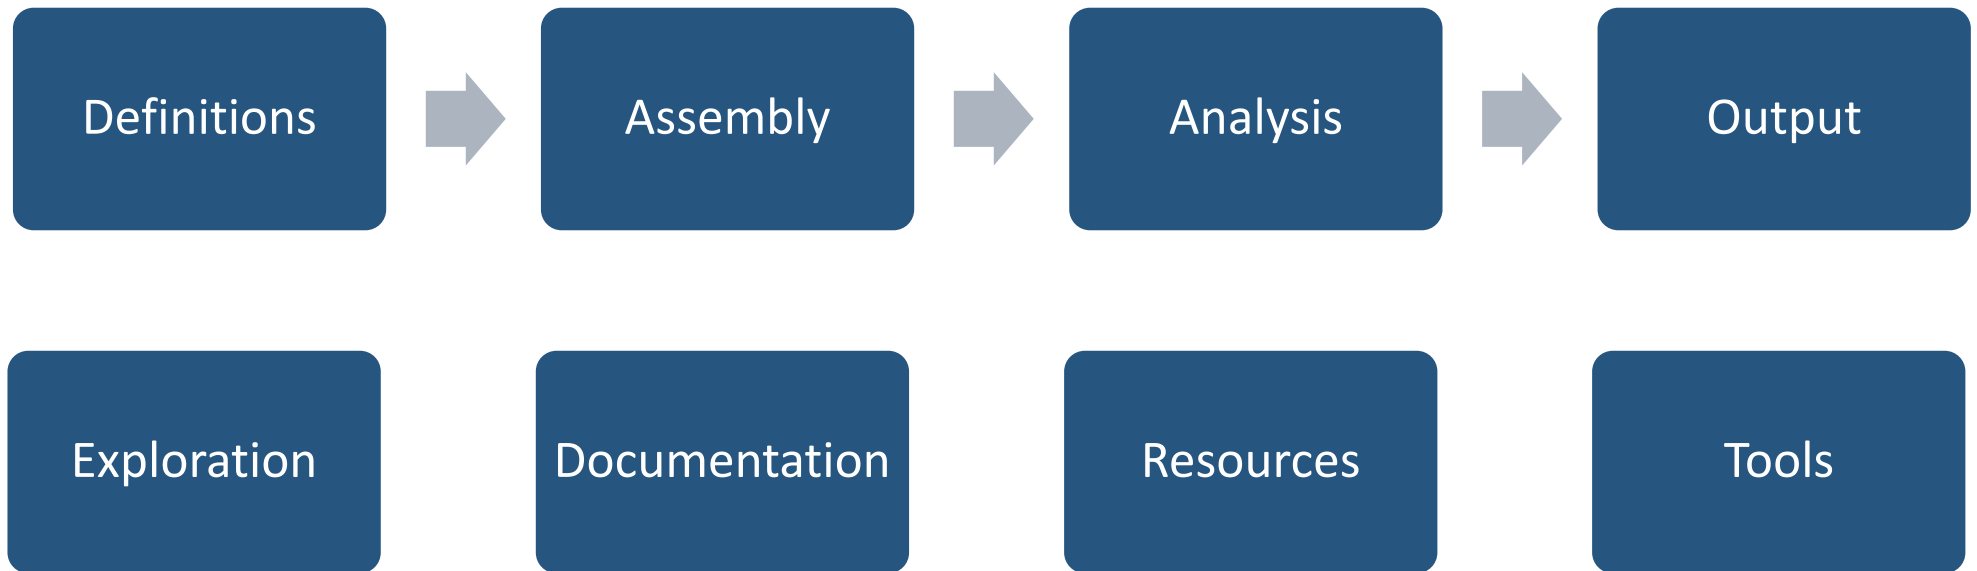 Definitions
Assembly
Analysis
Output
Exploration
Documentation
Resources
Tools